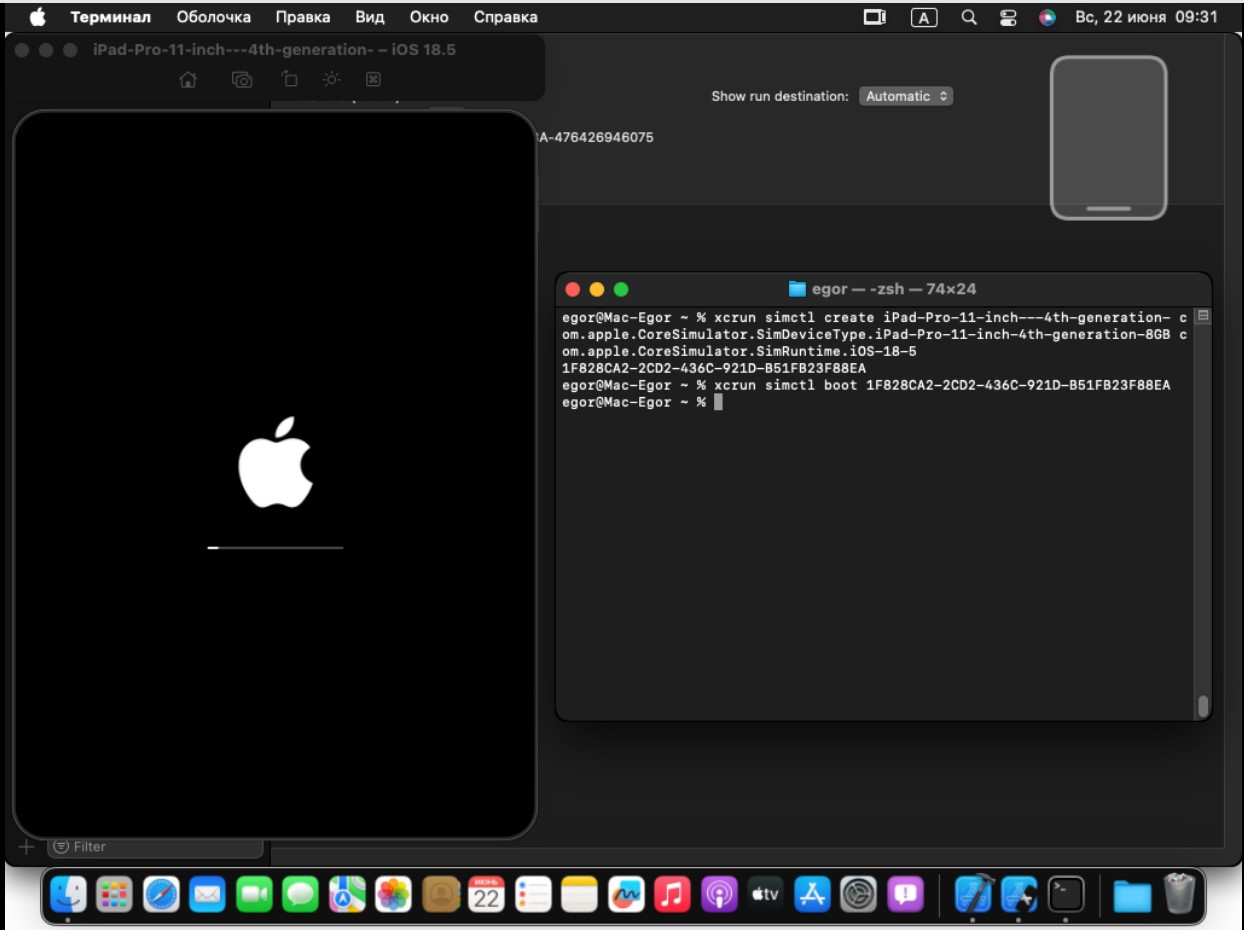 Терминал Оболочка Правка Вид Окно Справка A Вс, 22 июня 09:31
iPad-Pro-11-inch---4th-generation- – iOS 18.5
Show run destination: Automatic
A-476426946075
egor — -zsh — 74×24
egor@Mac-Egor ~ % xcrun simctl create iPad-Pro-11-inch---4th-generation- c
om.apple.CoreSimulator.SimDeviceType.iPad-Pro-11-inch-4th-generation-8GB c
om.apple.CoreSimulator.SimRuntime.iOS-18-5
1F828CA2-2CD2-436C-921D-B51FB23F88EA
egor@Mac-Egor ~ % xcrun simctl boot 1F828CA2-2CD2-436C-921D-B51FB23F88EA
egor@Mac-Egor ~ %
Filter
ИЮНЬ
22
tv